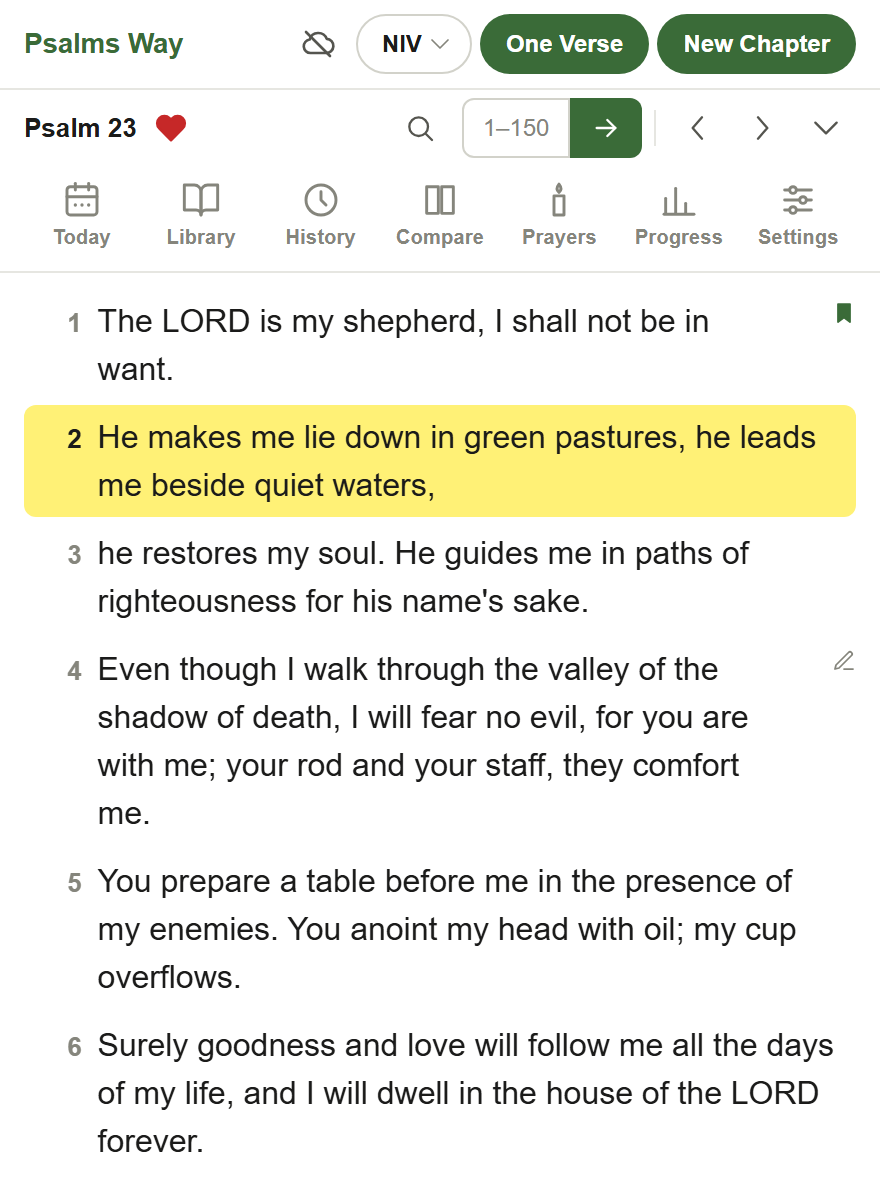 Psalms Way
NIV
One Verse
New Chapter
Psalm 23
1–150
Today
Library
History
Compare
Prayers
Progress
Settings
1 The LORD is my shepherd, I shall not be in
want.
2 He makes me lie down in green pastures, he leads
me beside quiet waters,
3 he restores my soul. He guides me in paths of
righteousness for his name's sake.
4 Even though I walk through the valley of the
shadow of death, I will fear no evil, for you are
with me; your rod and your staff, they comfort
me.
5 You prepare a table before me in the presence of
my enemies. You anoint my head with oil; my cup
overflows.
6 Surely goodness and love will follow me all the days
of my life, and I will dwell in the house of the LORD
forever.